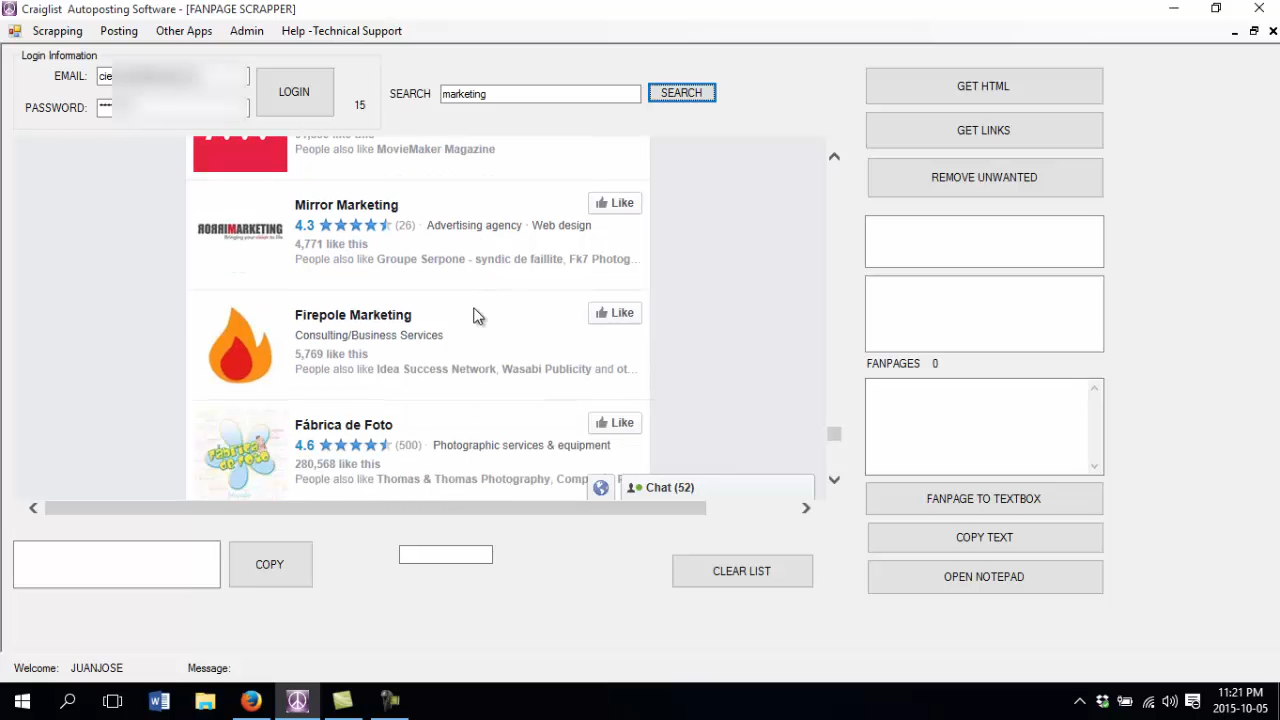 Craiglist Autoposting Software - [FANPAGE SCRAPPER]
Scrapping Posting Other Apps Admin Help -Technical Support
Login Information
EMAIL: cie
PASSWORD: ****
LOGIN
15
SEARCH marketing SEARCH
GET HTML
GET LINKS
REMOVE UNWANTED
People also like MovieMaker Magazine
Mirror Marketing
Like
4.3 (26) · Advertising agency · Web design
4,771 like this
People also like Groupe Serpone - syndic de faillite, Fk7 Photog...
RORRIMARKETING
Firepole Marketing
Like
Consulting/Business Services
5,769 like this
People also like Idea Success Network, Wasabi Publicity and ot...
Fábrica de Foto
Like
4.6 (500) · Photographic services & equipment
280,568 like this
People also like Thomas & Thomas Photography, Comp
Fábrica de Foto
Chat (52)
FANPAGES 0
FANPAGE TO TEXTBOX
COPY TEXT
OPEN NOTEPAD
COPY
CLEAR LIST
Welcome: JUANJOSE Message:
11:21 PM
2015-10-05